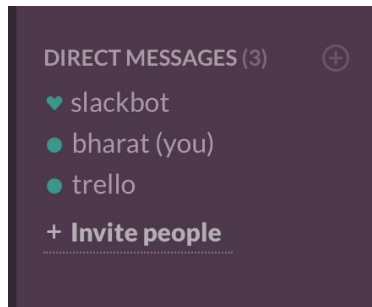 DIRECT MESSAGES (3)
slackbot
bharat (you)
trello
+ Invite people